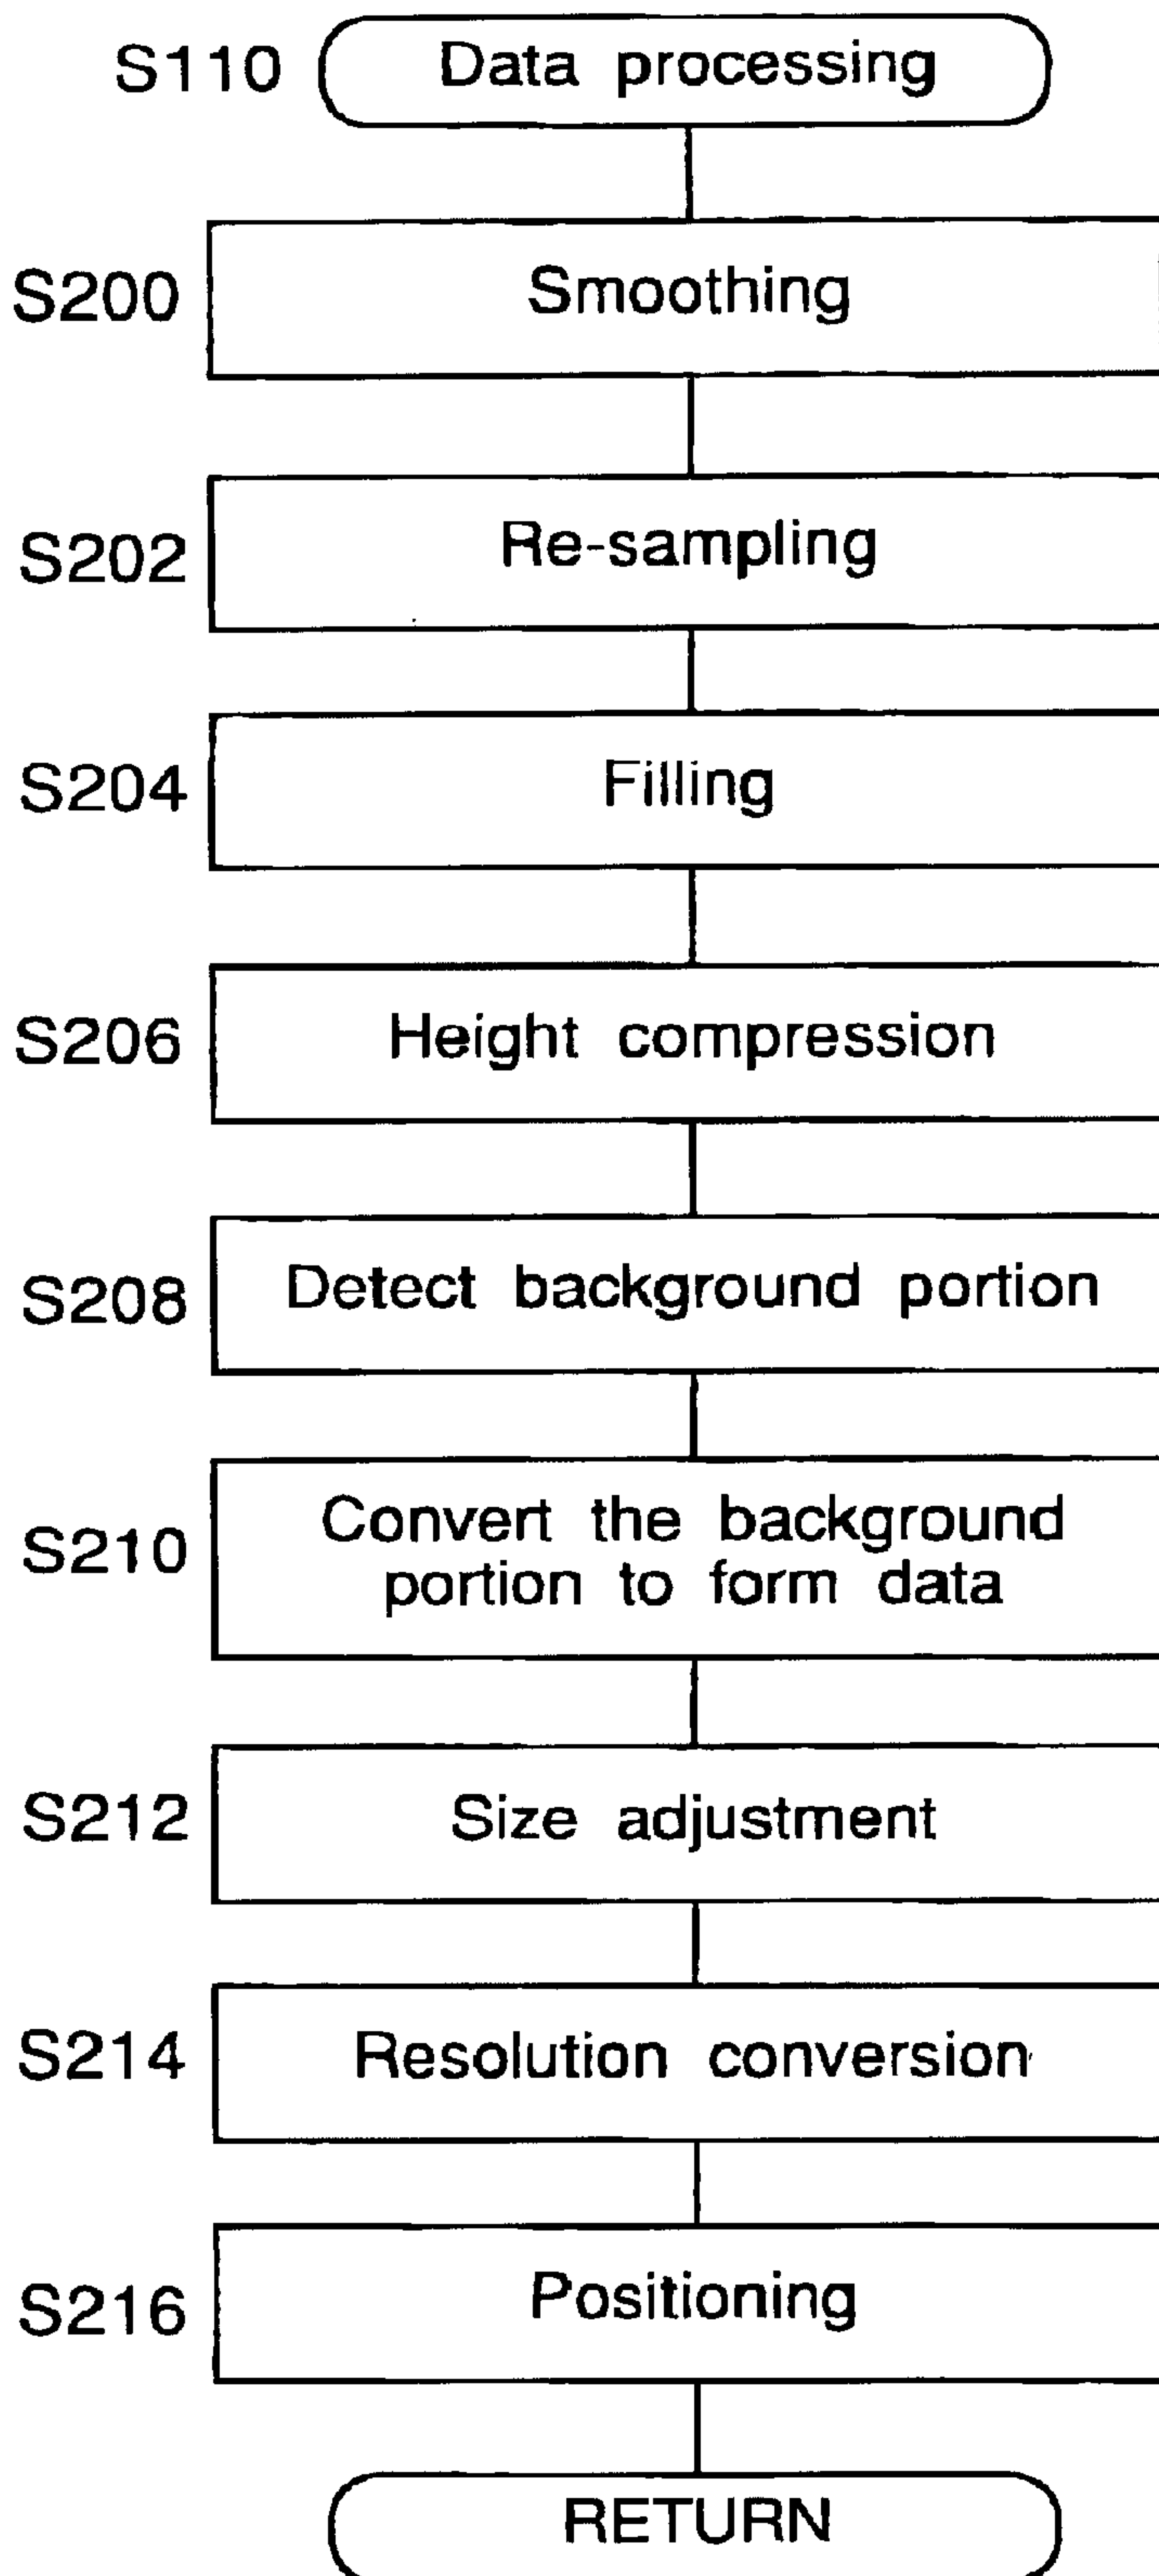 S110 Data processing
S200 Smoothing
S202 Re-sampling
S204 Filling
S206 Height compression
S208 Detect background portion
S210 Convert the background
portion to form data
S212 Size adjustment
S214 Resolution conversion
S216 Positioning
RETURN